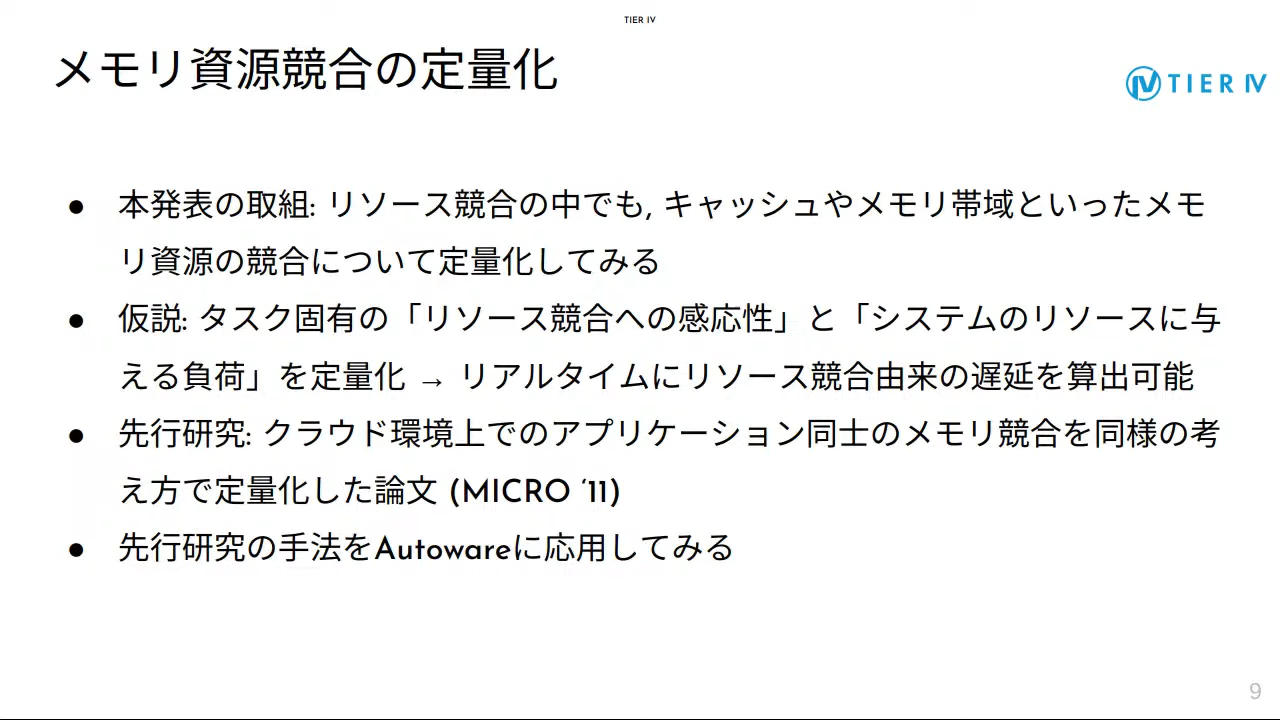 TIER IV
メモリ資源競合の定量化
TIER IV
● 本発表の取組: リソース競合の中でも, キャッシュやメモリ帯域といったメモ
リ資源の競合について定量化してみる
● 仮説: タスク固有の「リソース競合への感応性」と「システムのリソースに与
える負荷」を定量化 → リアルタイムにリソース競合由来の遅延を算出可能
● 先行研究: クラウド環境上でのアプリケーション同士のメモリ競合を同様の考
え方で定量化した論文 (MICRO ‘11)
● 先行研究の手法をAutowareに応用してみる
9